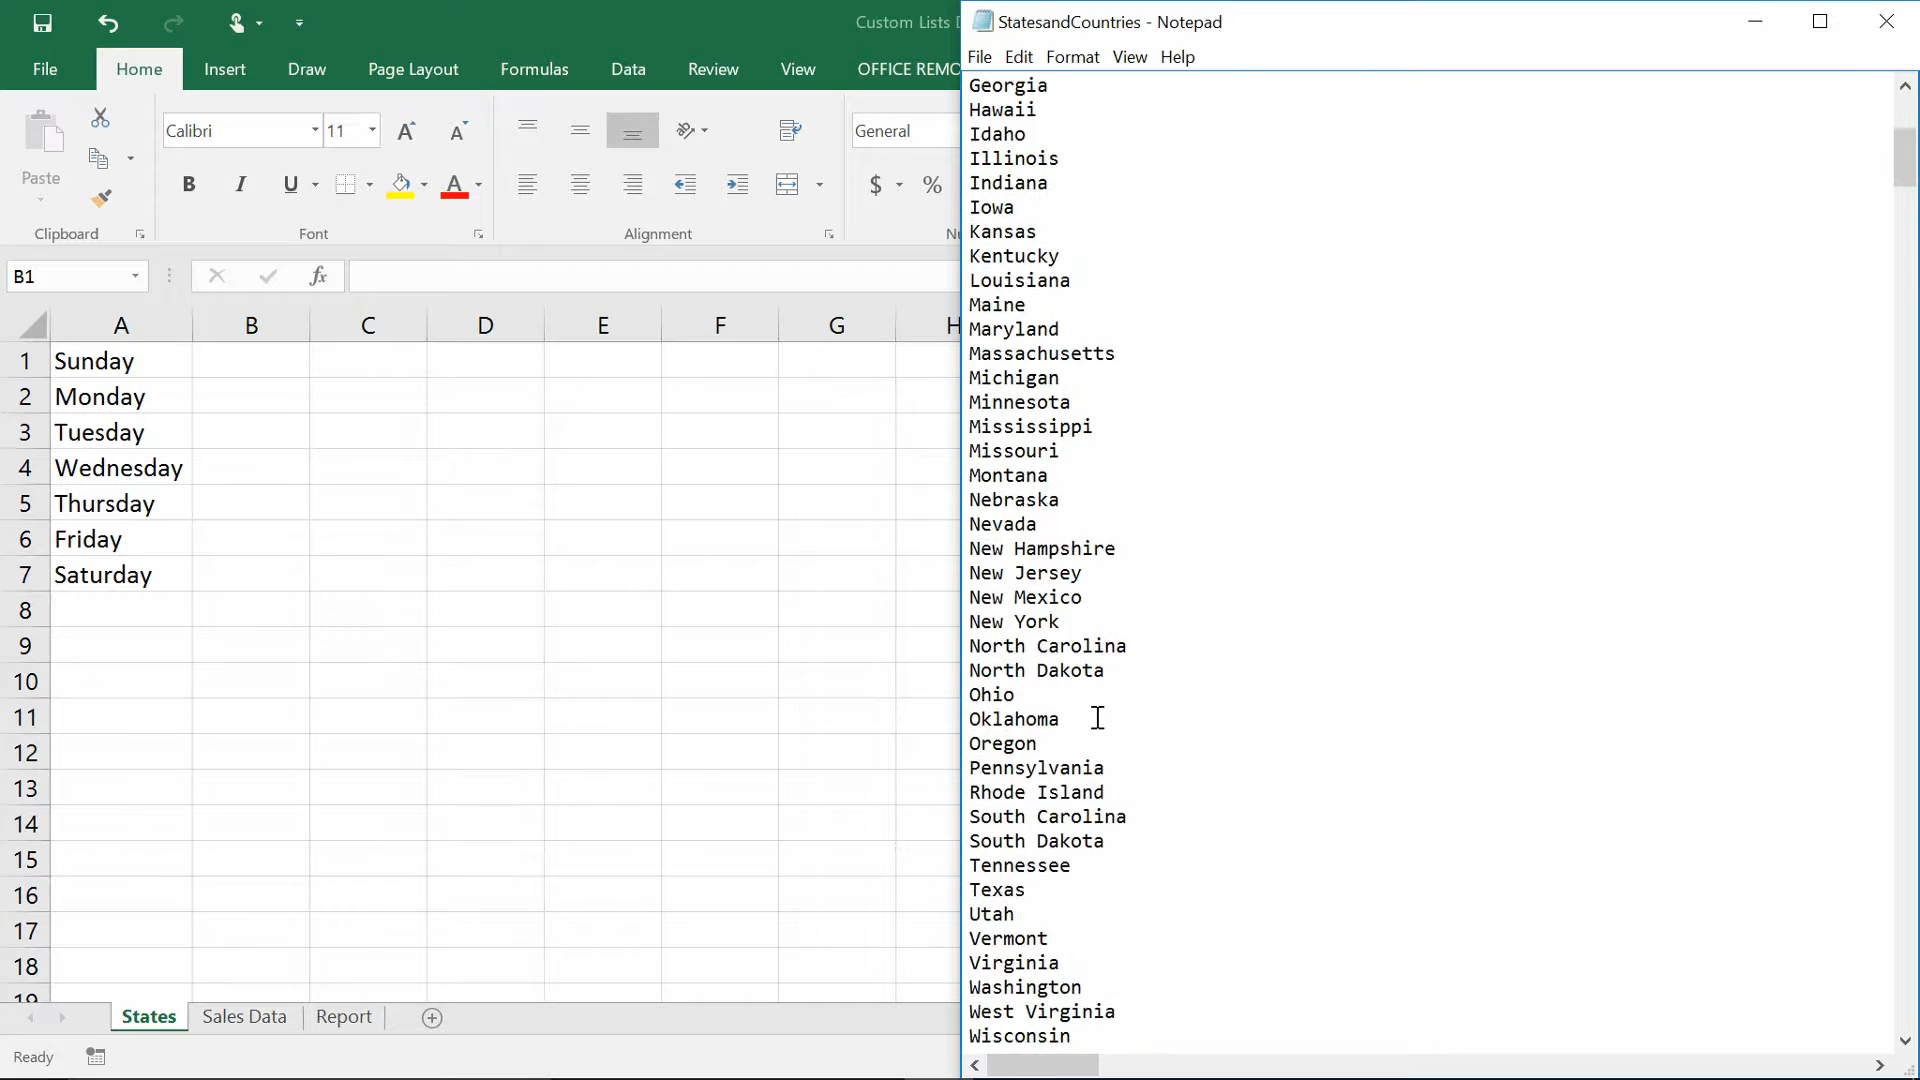 Custom Lists
File
Home
Insert
Draw
Page Layout
Formulas
Data
Review
View
OFFICE REMO
Paste
Clipboard
Calibri
11
A
A
B
I
U
A
Font
Alignment
General
$
%
B1
fx
A B C D E F G H
1 Sunday
2 Monday
3 Tuesday
4 Wednesday
5 Thursday
6 Friday
7 Saturday
8
9
10
11
12
13
14
15
16
17
18
19
States
Sales Data
Report
Ready
StatesandCountries - Notepad
File Edit Format View Help
Georgia
Hawaii
Idaho
Illinois
Indiana
Iowa
Kansas
Kentucky
Louisiana
Maine
Maryland
Massachusetts
Michigan
Minnesota
Mississippi
Missouri
Montana
Nebraska
Nevada
New Hampshire
New Jersey
New Mexico
New York
North Carolina
North Dakota
Ohio
Oklahoma
Oregon
Pennsylvania
Rhode Island
South Carolina
South Dakota
Tennessee
Texas
Utah
Vermont
Virginia
Washington
West Virginia
Wisconsin